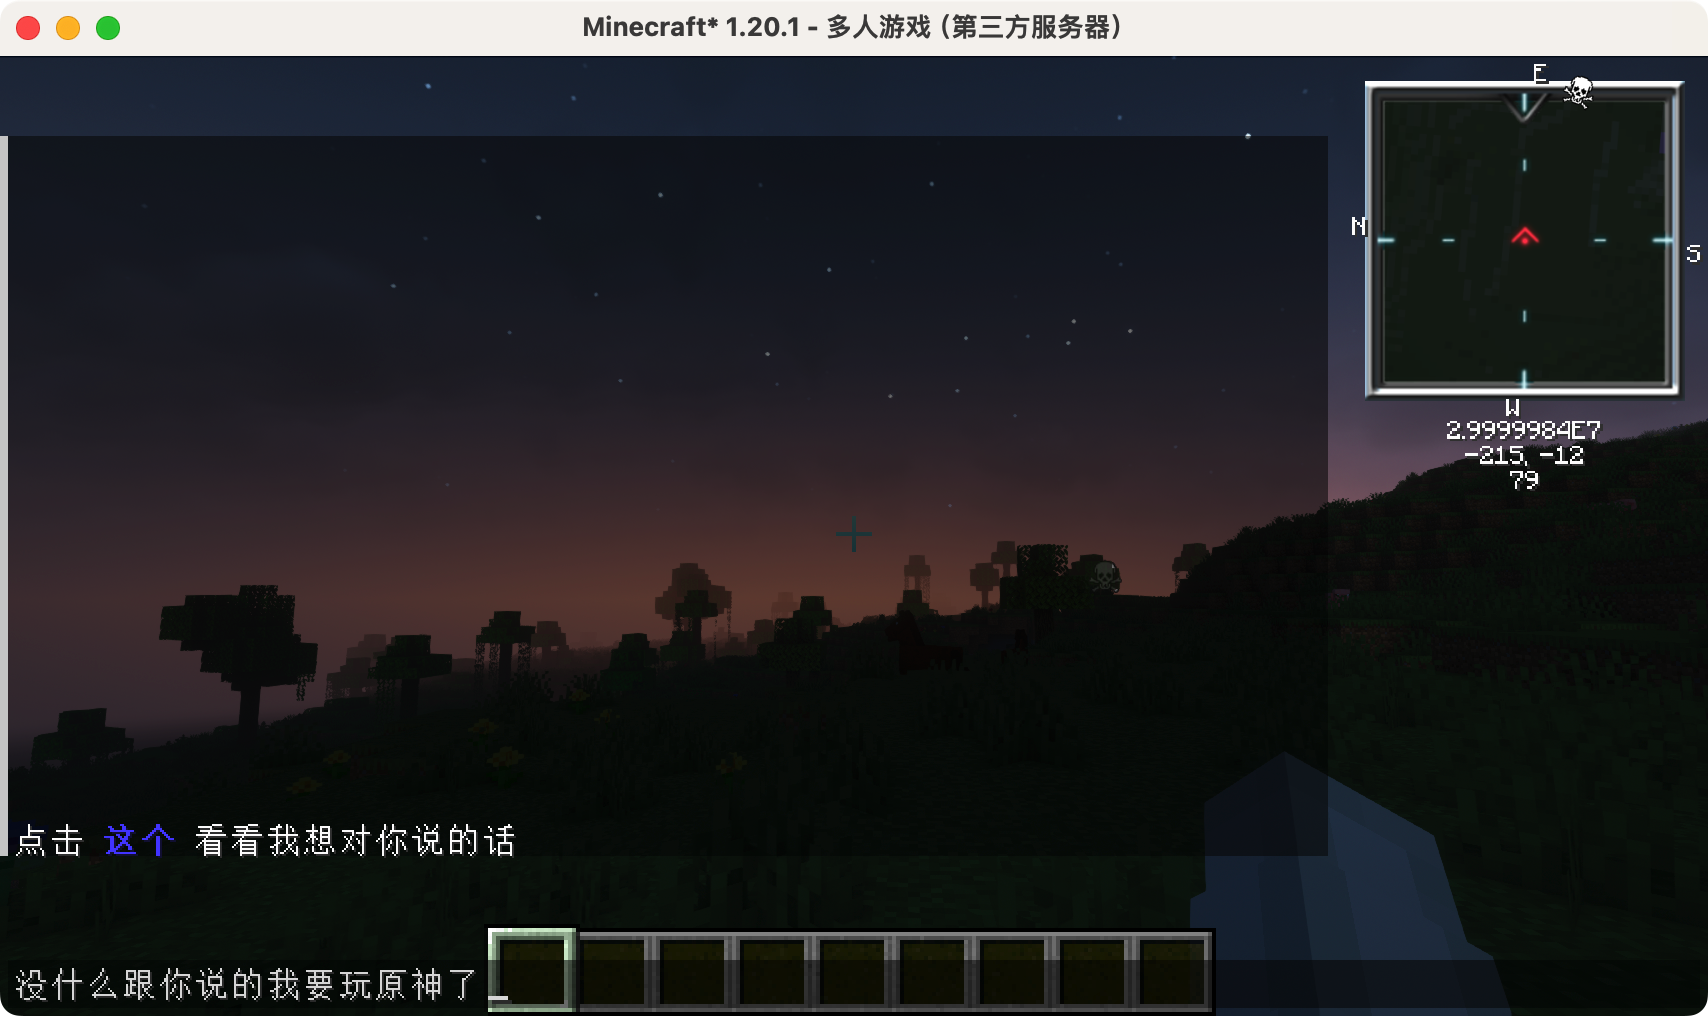 Minecraft* 1.20.1 - 多人游戏（第三方服务器）
E
N
S
W
2.9999984E7
-215, -12
79
点击 这个 看看我想对你说的话
没什么跟你说的我要玩原神了_